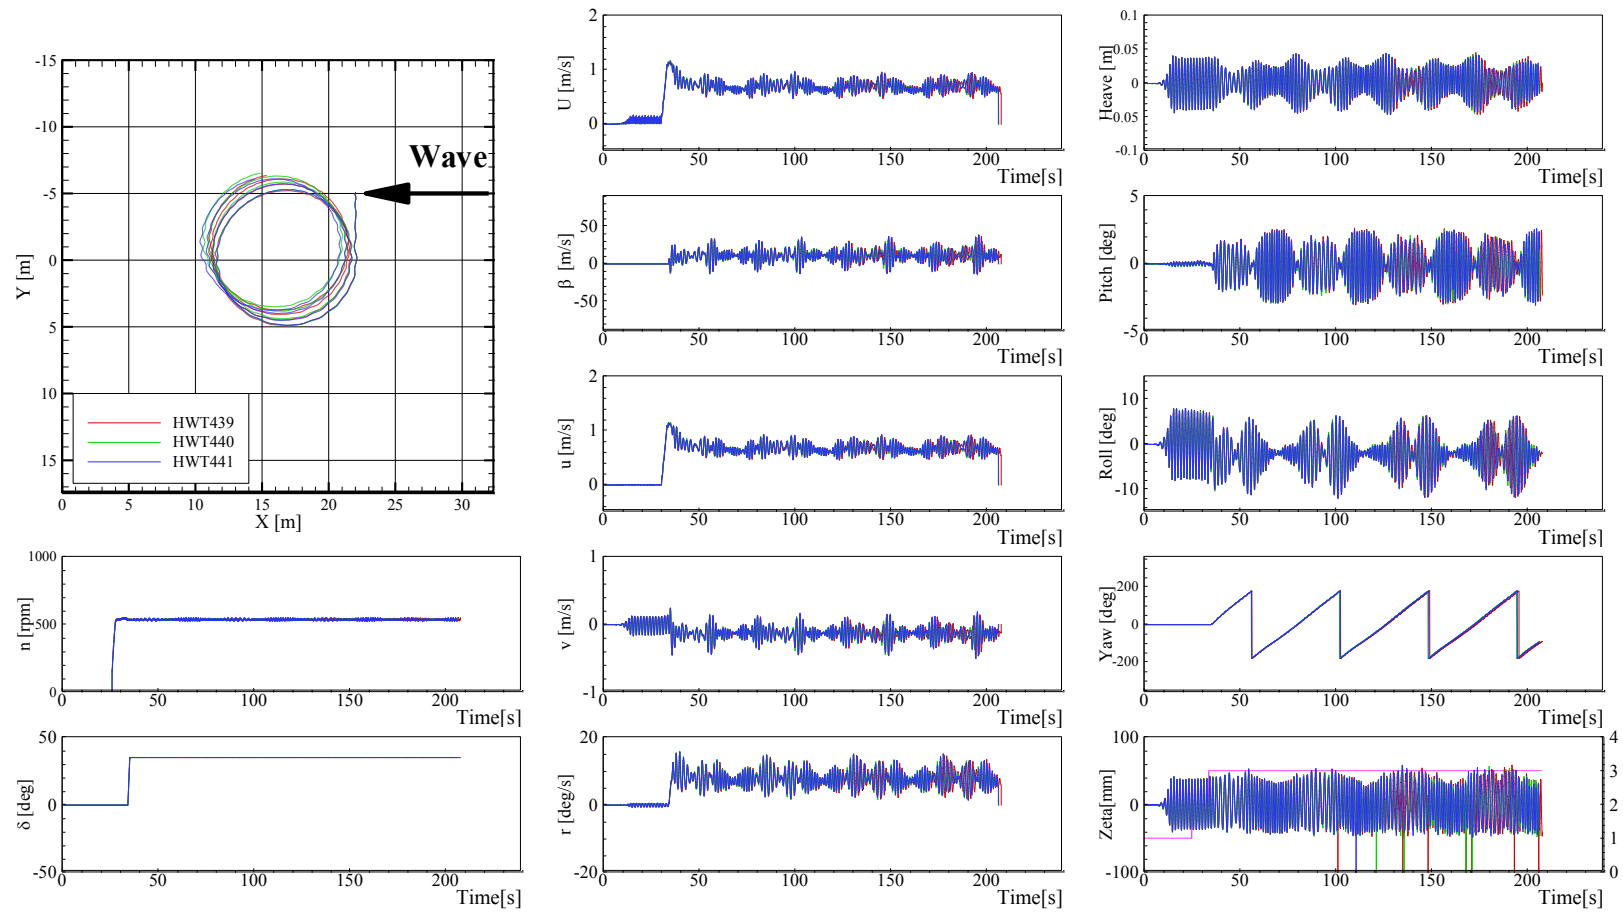 -15
-10
-5
0
5
10
15
Y [m]
Wave
HWT439
HWT440
HWT441
0 5 10 15 20 25 30
X [m]
1000
500
0
n [rpm]
0 50 100 150 200
Time[s]
50
0
-50
δ [deg]
0 50 100 150 200
Time[s]
2
1
0
U [m/s]
0 50 100 150 200
Time[s]
50
0
-50
β [m/s]
0 50 100 150 200
Time[s]
2
1
0
u [m/s]
0 50 100 150 200
Time[s]
1
0
-1
v [m/s]
0 50 100 150 200
Time[s]
20
0
-20
r [deg/s]
0 50 100 150 200
Time[s]
0.1
0.05
0
-0.05
-0.1
Heave [m]
0 50 100 150 200
Time[s]
5
0
-5
Pitch [deg]
0 50 100 150 200
Time[s]
10
0
-10
Roll [deg]
0 50 100 150 200
Time[s]
200
0
-200
Yaw [deg]
0 50 100 150 200
Time[s]
100
0
-100
Zeta[mm]
4
3
2
1
0
0 50 100 150 200
Time[s]